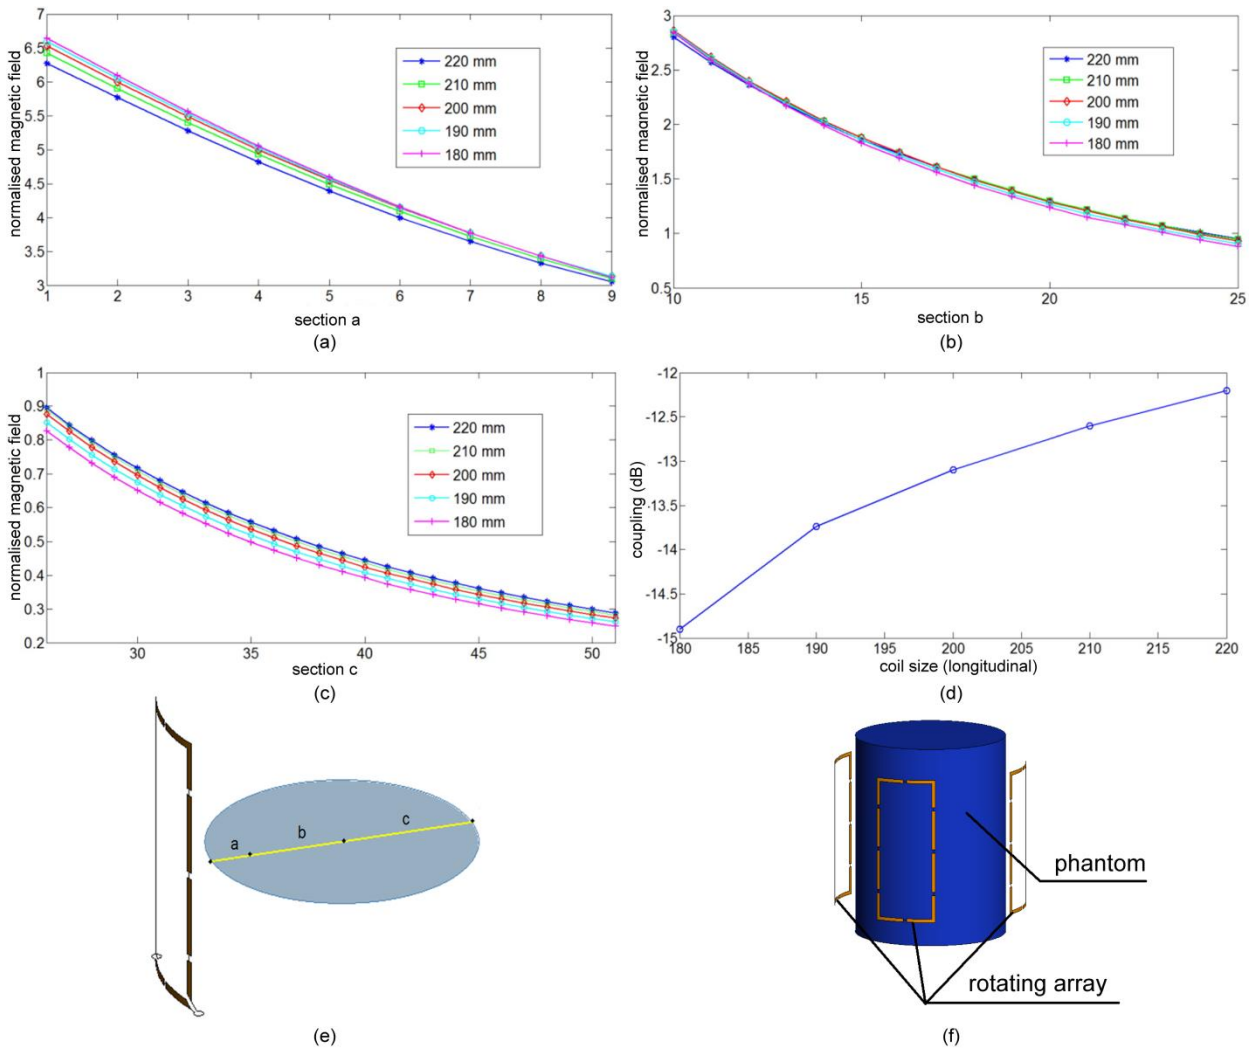 7
6.5
6
5.5
5
4.5
4
3.5
3
1 2 3 4 5 6 7 8 9
normalised magnetic field
section a
220 mm
210 mm
200 mm
190 mm
180 mm
(a)
3
2.5
2
1.5
1
0.5
10 15 20 25
normalised magnetic field
section b
220 mm
210 mm
200 mm
190 mm
180 mm
(b)
1
0.9
0.8
0.7
0.6
0.5
0.4
0.3
0.2
30 35 40 45 50
normalised magnetic field
section c
220 mm
210 mm
200 mm
190 mm
180 mm
(c)
-12
-12.5
-13
-13.5
-14
-14.5
-15
180 185 190 195 200 205 210 215 220
coupling (dB)
coil size (longitudinal)
(d)
a
b
c
(e)
phantom
rotating array
(f)